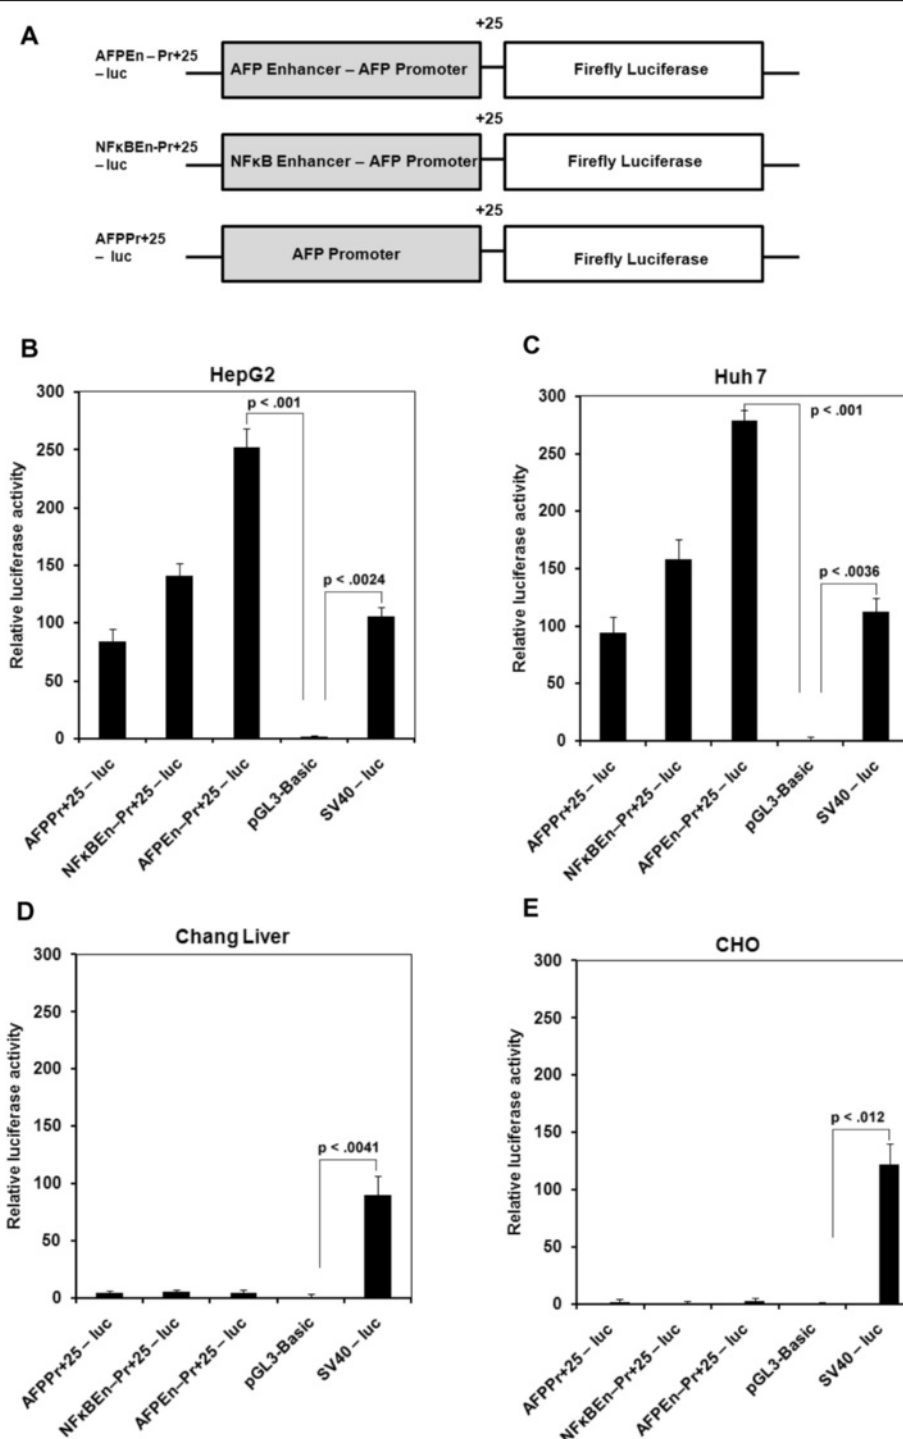 A
+25
AFPEn – Pr+25
– luc
AFP Enhancer – AFP Promoter
Firefly Luciferase
+25
NFκBEn-Pr+25
– luc
NFκB Enhancer – AFP Promoter
Firefly Luciferase
+25
AFPPr+25
– luc
AFP Promoter
Firefly Luciferase
B
HepG2
Relative luciferase activity
300
250
200
150
100
50
0
p < .001
p < .0024
AFPPr+25 – luc
NFκBEn–Pr+25 – luc
AFPEn–Pr+25 – luc
pGL3-Basic
SV40 – luc
C
Huh 7
Relative luciferase activity
300
250
200
150
100
50
0
p < .001
p < .0036
AFPPr+25 – luc
NFκBEn–Pr+25 – luc
AFPEn–Pr+25 – luc
pGL3-Basic
SV40 – luc
D
Chang Liver
Relative luciferase activity
300
250
200
150
100
50
0
p < .0041
AFPPr+25 – luc
NFκBEn–Pr+25 – luc
AFPEn–Pr+25 – luc
pGL3-Basic
SV40 – luc
E
CHO
Relative luciferase activity
300
250
200
150
100
50
0
p < .012
AFPPr+25 – luc
NFκBEn–Pr+25 – luc
AFPEn–Pr+25 – luc
pGL3-Basic
SV40 – luc